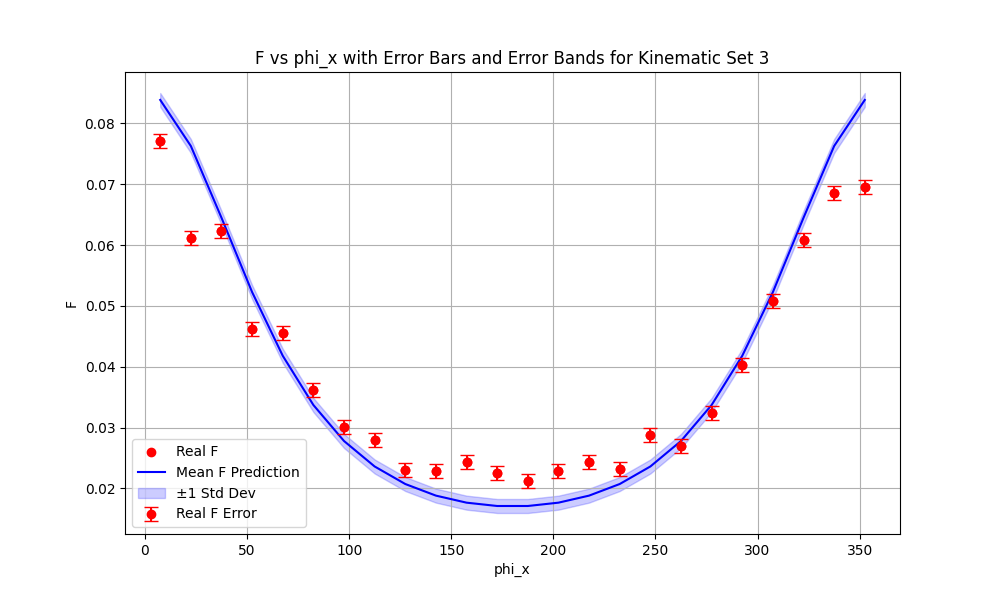 F vs phi_x with Error Bars and Error Bands for Kinematic Set 3
F
0.08
0.07
0.06
0.05
0.04
0.03
0.02
Real F
Mean F Prediction
±1 Std Dev
Real F Error
0 50 100 150 200 250 300 350
phi_x